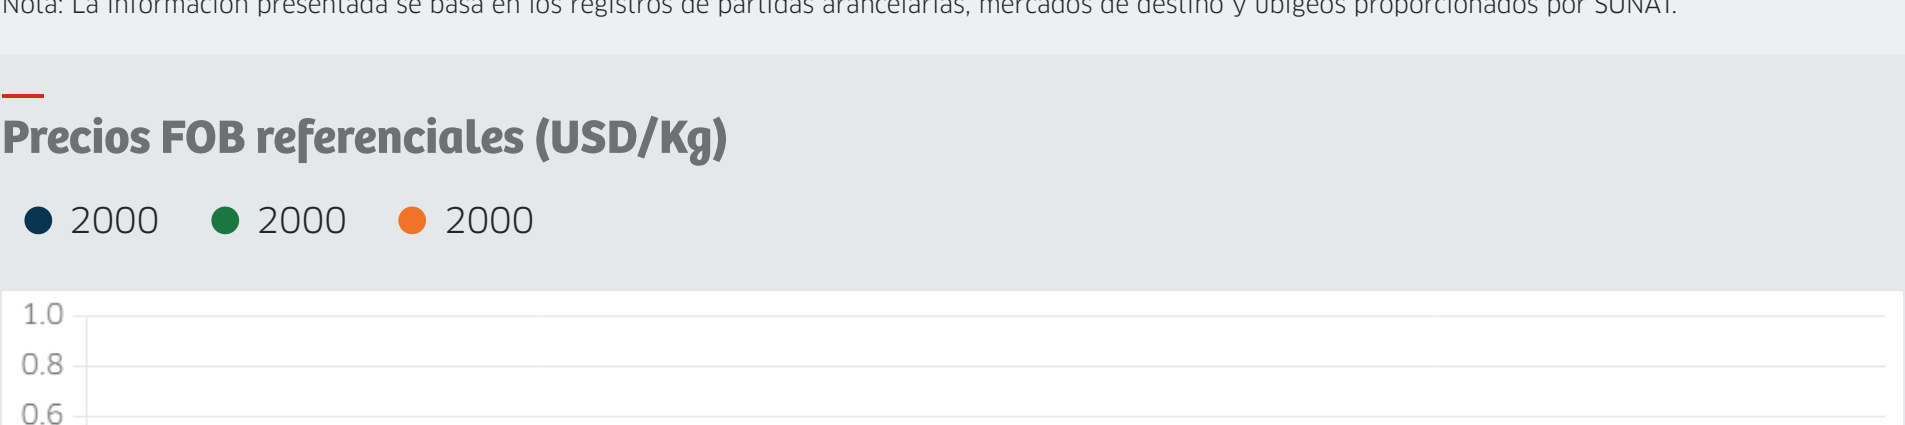 Nota: La información presentada se basa en los registros de partidas arancelarias, mercados de destino y ubigeos proporcionados por SUNAT.
Precios FOB referenciales (USD/Kg)
2000 2000 2000
1.0
0.8
0.6